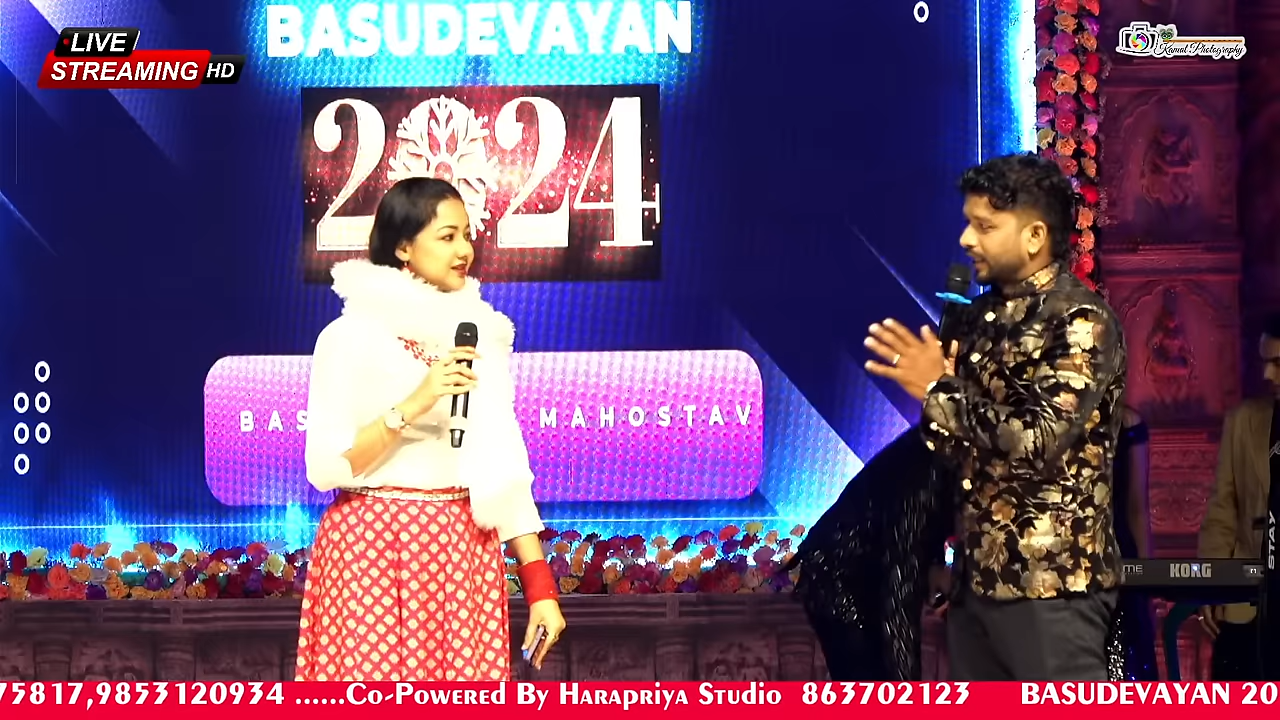 BASUDEVAYAN
LIVE
STREAMING HD
Kamal Photography
2024
BAS MAHOSTAV
KORG
STAY
75817,9853120934 ......Co-Powered By Harapriya Studio 863702123 BASUDEVAYAN 20